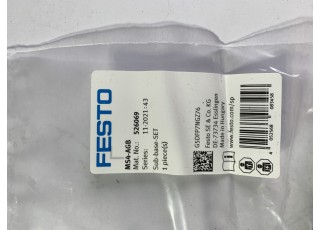 FESTO
MS4-AGB
Mat. No.: 526069
Series: 11-2021:43
Sub-base-SET
1 piece(s)
Festo SE & Co. KG
DE-73734 Esslingen
Made in Hungary
www.festo.com/sp